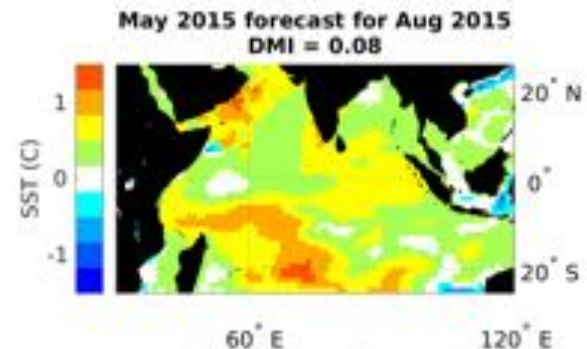 May 2015 forecast for Aug 2015
DMI = 0.08
SST (C)
1
0
-1
20° N
0°
20° S
60° E
120° E